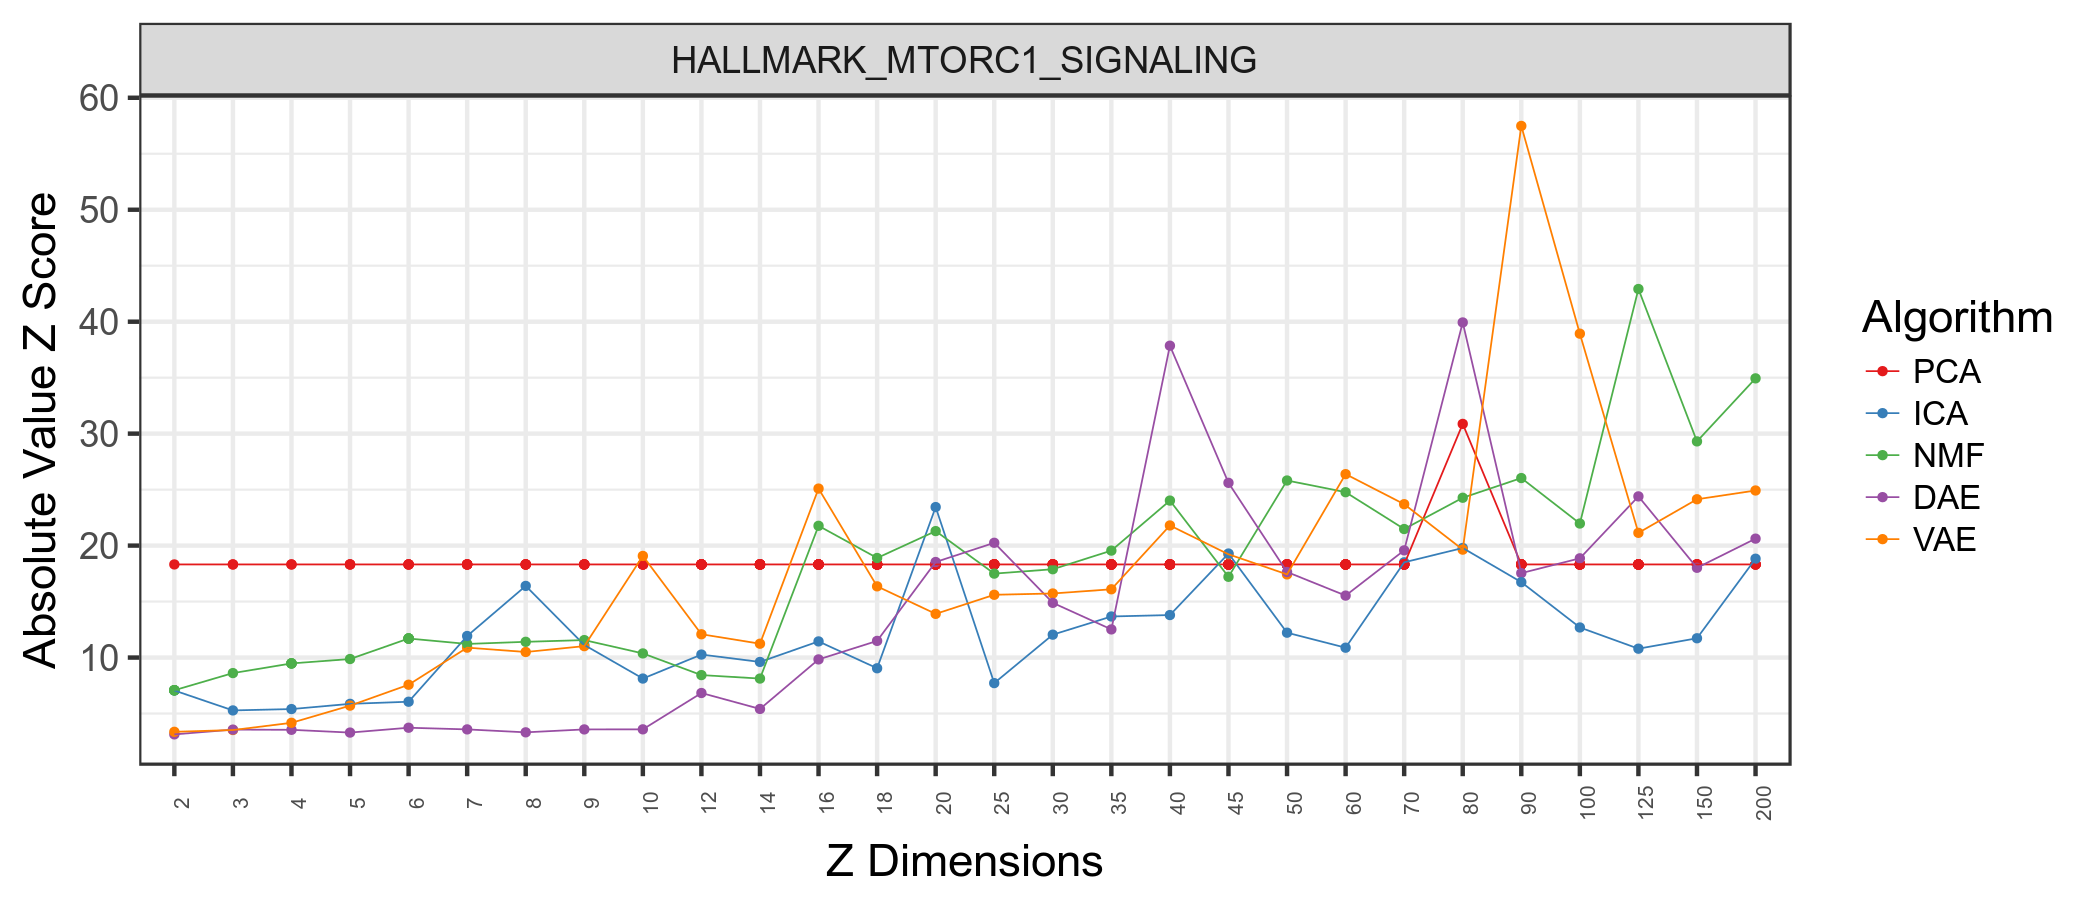 HALLMARK_MTORC1_SIGNALING
60
50
40
30
20
10
Absolute Value Z Score
2 3 4 5 6 7 8 9 10 12 14 16 18 20 25 30 35 40 45 50 60 70 80 90 100 125 150 200
Z Dimensions
Algorithm
PCA
ICA
NMF
DAE
VAE